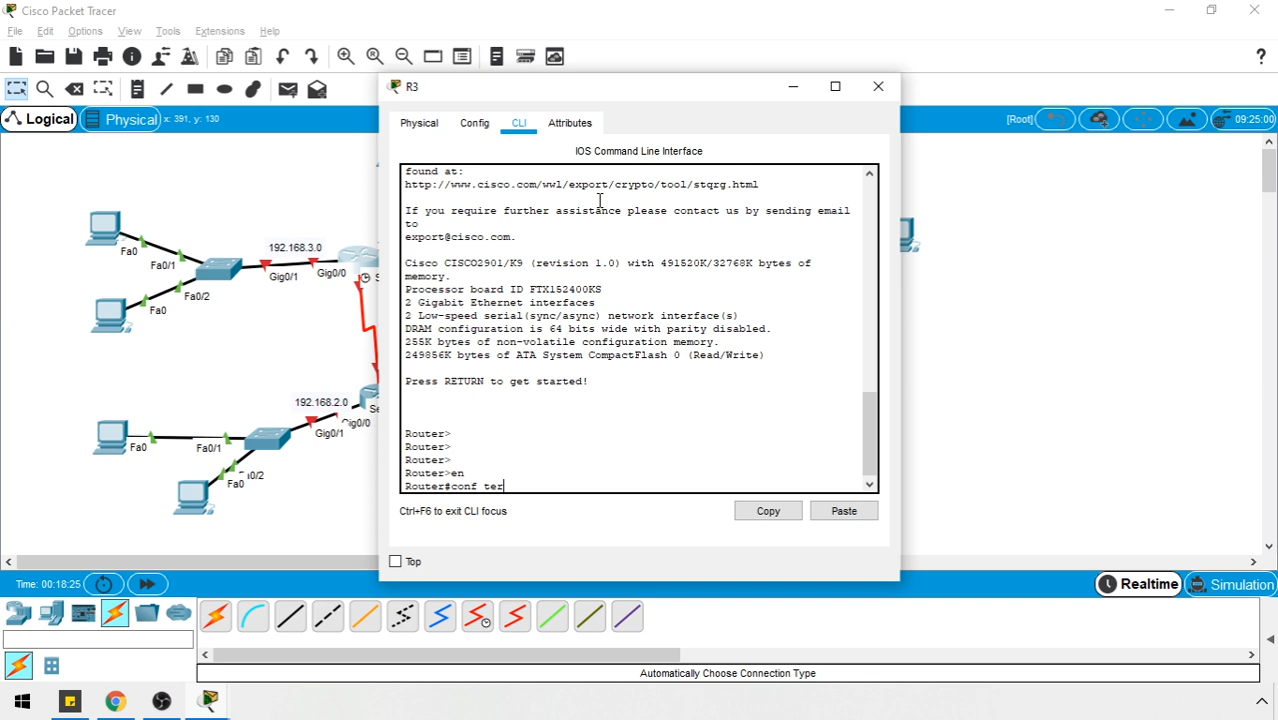 Cisco Packet Tracer
File Edit Options View Tools Extensions Help
Logical Physical x: 391, y: 130
[Root] 09:25:00
R3
Physical Config CLI Attributes
IOS Command Line Interface
found at:
http://www.cisco.com/wwl/export/crypto/tool/stqrg.html
If you require further assistance please contact us by sending email
to
export@cisco.com.
Cisco CISCO2901/K9 (revision 1.0) with 491520K/32768K bytes of
memory.
Processor board ID FTX152400KS
2 Gigabit Ethernet interfaces
2 Low-speed serial(sync/async) network interface(s)
DRAM configuration is 64 bits wide with parity disabled.
255K bytes of non-volatile configuration memory.
249856K bytes of ATA System CompactFlash 0 (Read/Write)
Press RETURN to get started!
Router>
Router>
Router>
Router>en
Router#conf ter
Ctrl+F6 to exit CLI focus
Copy Paste
Top
Fa0
Fa0/1
192.168.3.0
Gig0/1
Gig0/0
Fa0/2
Fa0
192.168.2.0
Se
Gig0/0
Gig0/1
Fa0
Fa0/1
Fa0
Time: 00:18:25
Realtime Simulation
Automatically Choose Connection Type